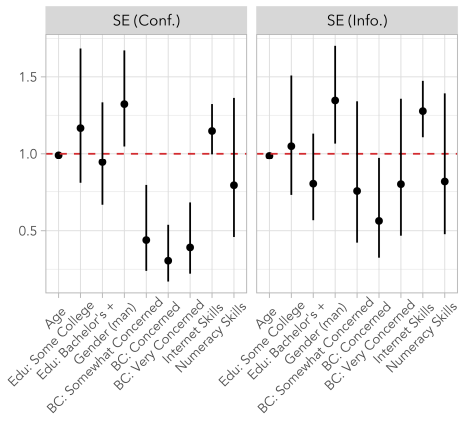 SE (Conf.)
SE (Info.)
1.5
1.0
0.5
Age
Edu: Some College
Edu: Bachelor's +
Gender (man)
BC: Somewhat Concerned
BC: Concerned
BC: Very Concerned
Internet Skills
Numeracy Skills
Age
Edu: Some College
Edu: Bachelor's +
Gender (man)
BC: Somewhat Concerned
BC: Concerned
BC: Very Concerned
Internet Skills
Numeracy Skills